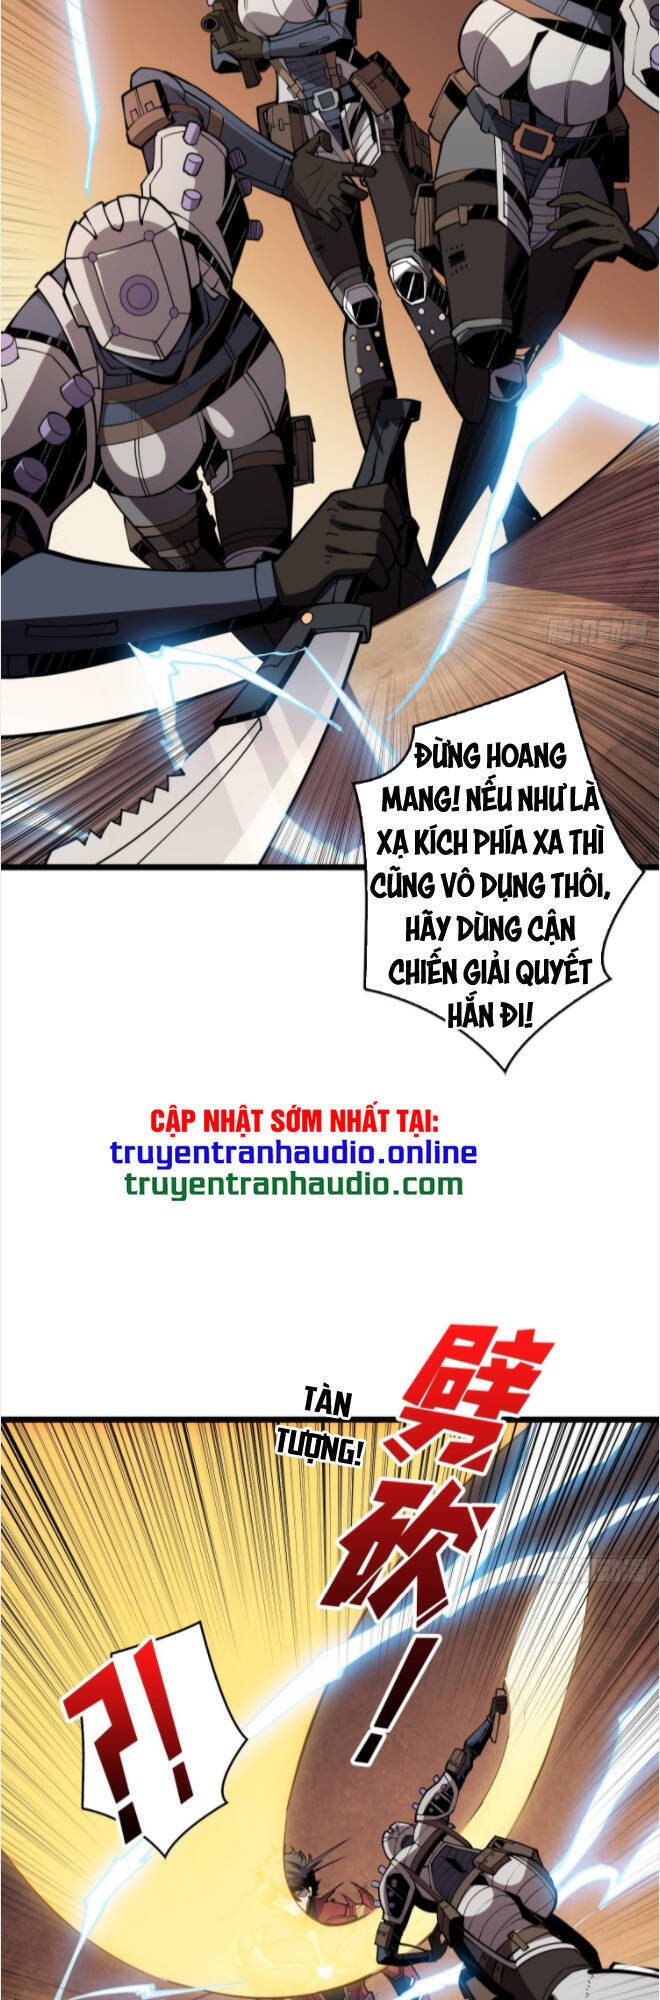 ĐỪNG HOANG
MANG! NẾU NHƯ LÀ
XẠ KÍCH PHÍA XA THÌ
CŨNG VÔ DỤNG THÔI,
HÃY DÙNG CẬN
CHIẾN GIẢI QUYẾT
HẮN ĐI!
CẬP NHẬT SỚM NHẤT TẠI:
truyentranhaudio.online
truyentranhaudio.com
劈砍!
TÀN
TƯỢNG!
?!